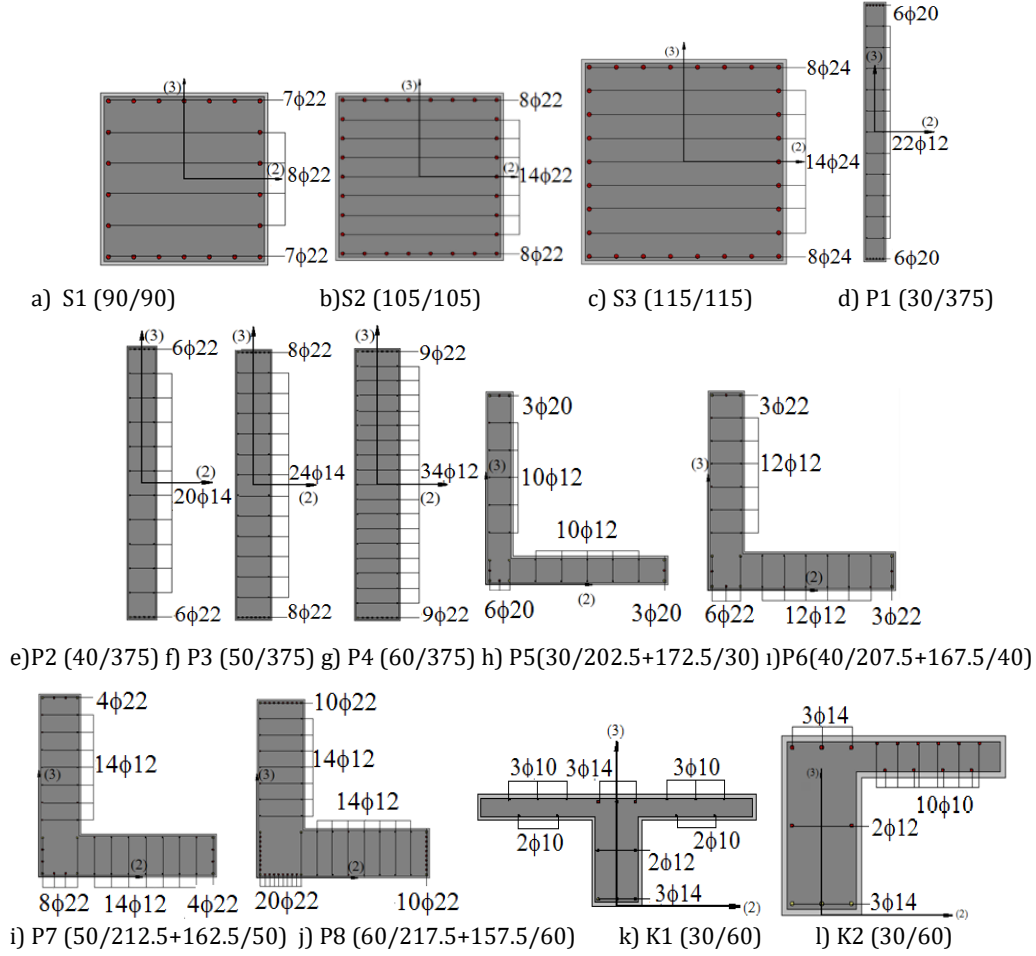 6ϕ20
(3)
(3)
(3)
7ϕ22
8ϕ22
8ϕ24
(3)
(2)
(2)
8ϕ22
(2)
14ϕ22
(2)
14ϕ24
22ϕ12
7ϕ22
8ϕ22
8ϕ24
6ϕ20
a) S1 (90/90)
b)S2 (105/105)
c) S3 (115/115)
d) P1 (30/375)
(3)
6ϕ22
(3)
8ϕ22
(3)
9ϕ22
3ϕ20
3ϕ22
(2)
20ϕ14
24ϕ14
(2)
34ϕ12
(2)
(3)
10ϕ12
(3)
12ϕ12
10ϕ12
(2)
(2)
6ϕ22
8ϕ22
9ϕ22
6ϕ20
3ϕ20
6ϕ22
12ϕ12
3ϕ22
e)P2 (40/375) f) P3 (50/375) g) P4 (60/375) h) P5(30/202.5+172.5/30) ı)P6(40/207.5+167.5/40)
4ϕ22
10ϕ22
3ϕ14
(3)
3ϕ10
3ϕ14
3ϕ10
(3)
14ϕ12
(3)
14ϕ12
(3)
14ϕ12
2ϕ10
2ϕ10
10ϕ10
2ϕ12
2ϕ12
(2)
(2)
3ϕ14
(2)
3ϕ14
(2)
8ϕ22
14ϕ12
4ϕ22
20ϕ22
10ϕ22
i) P7 (50/212.5+162.5/50)
j) P8 (60/217.5+157.5/60)
k) K1 (30/60)
l) K2 (30/60)